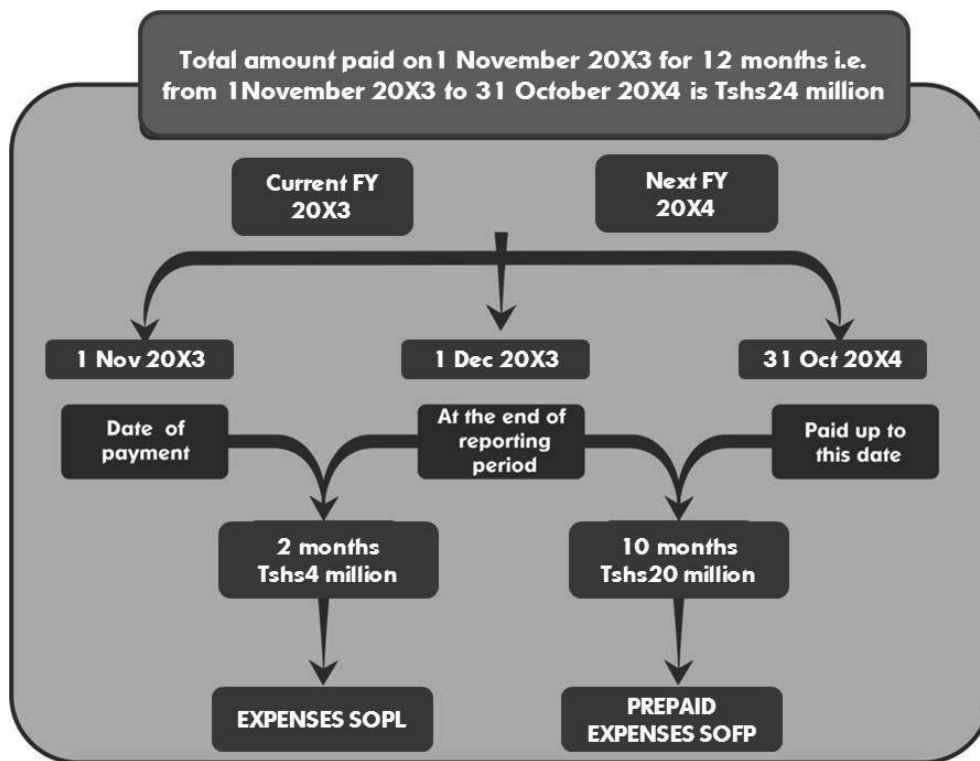 Total amount paid on1 November 20X3 for 12 months i.e.
from 1November 20X3 to 31 October 20X4 is Tshs24 million
Current FY
20X3
Next FY
20X4
1 Nov 20X3
1 Dec 20X3
31 Oct 20X4
Date of
payment
At the end of
reporting
period
Paid up to
this date
2 months
Tshs4 million
10 months
Tshs20 million
EXPENSES SOPL
PREPAID
EXPENSES SOFP